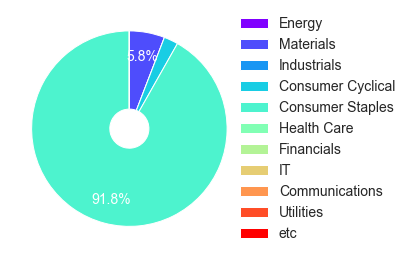 5.8%
91.8%
Energy
Materials
Industrials
Consumer Cyclical
Consumer Staples
Health Care
Financials
IT
Communications
Utilities
etc